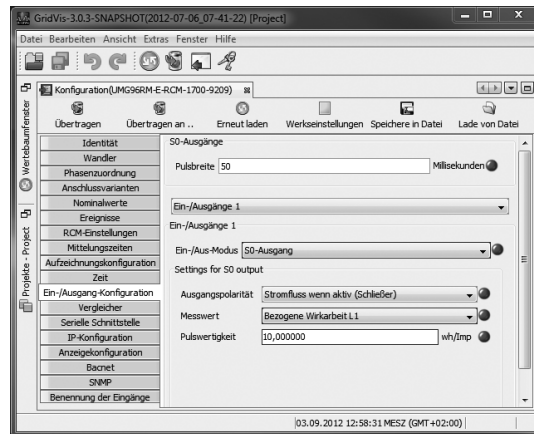 GridVis-3.0.3-SNAPSHOT(2012-07-06_07-41-22) [Project]
Datei Bearbeiten Ansicht Extras Fenster Hilfe
Konfiguration(UMG96RM-E-RCM-1700-9209)
Übertragen Übertragen an .. Erneut laden Werkseinstellungen Speichere in Datei Lade von Datei
Wertebaumfenster
Projekte - Project
Identität
Wandler
Phasenzuordnung
Anschlussvarianten
Nominalwerte
Ereignisse
RCM-Einstellungen
Mittelungszeiten
Aufzeichnungskonfiguration
Zeit
Ein-/Ausgang-Konfiguration
Vergleicher
Serielle Schnittstelle
IP-Konfiguration
Anzeigekonfiguration
Bacnet
SNMP
Benennung der Eingänge
S0-Ausgänge
Pulsbreite 50 Millisekunden
Ein-/Ausgänge 1
Ein-/Ausgänge 1
Ein-/Aus-Modus S0-Ausgang
Settings for S0 output
Ausgangspolarität Stromfluss wenn aktiv (Schließer)
Messwert Bezogene Wirkarbeit L1
Pulswertigkeit 10,000000 wh/Imp
03.09.2012 12:58:31 MESZ (GMT+02:00)